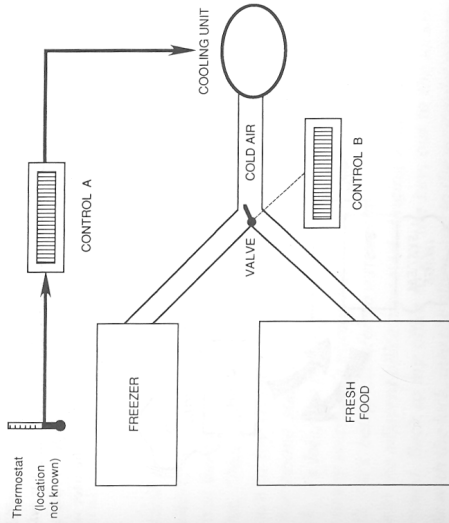 Thermostat
(location
not known)
CONTROL A
COOLING UNIT
FREEZER
VALVE
COLD AIR
CONTROL B
FRESH
FOOD